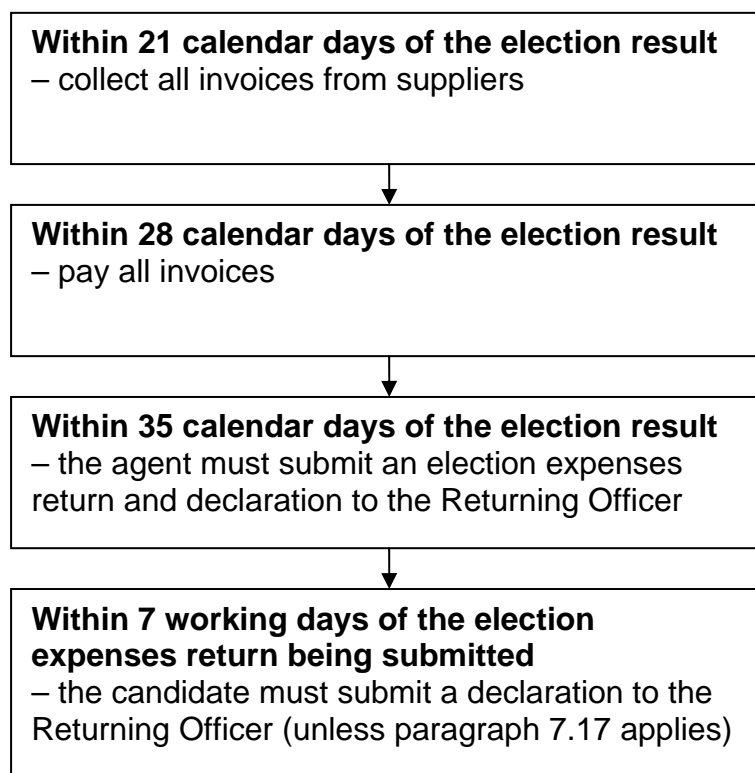 Within 21 calendar days of the election result
– collect all invoices from suppliers
Within 28 calendar days of the election result
– pay all invoices
Within 35 calendar days of the election result
– the agent must submit an election expenses
return and declaration to the Returning Officer
Within 7 working days of the election
expenses return being submitted
– the candidate must submit a declaration to the
Returning Officer (unless paragraph 7.17 applies)